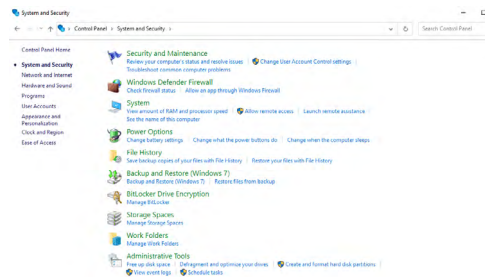 System and Security
Control Panel > System and Security >
Search Control Panel
Control Panel Home
System and Security
Network and Internet
Hardware and Sound
Programs
User Accounts
Appearance and
Personalization
Clock and Region
Ease of Access
Security and Maintenance
Review your computer's status and resolve issues | Change User Account Control settings |
Troubleshoot common computer problems
Windows Defender Firewall
Check firewall status | Allow an app through Windows Firewall
System
View amount of RAM and processor speed | Allow remote access | Launch remote assistance |
See the name of this computer
Power Options
Change battery settings | Change what the power buttons do | Change when the computer sleeps
File History
Save backup copies of your files with File History | Restore your files with File History
Backup and Restore (Windows 7)
Backup and Restore (Windows 7) | Restore files from backup
BitLocker Drive Encryption
Manage BitLocker
Storage Spaces
Manage Storage Spaces
Work Folders
Manage Work Folders
Administrative Tools
Free up disk space | Defragment and optimize your drives | Create and format hard disk partitions |
View event logs | Schedule tasks